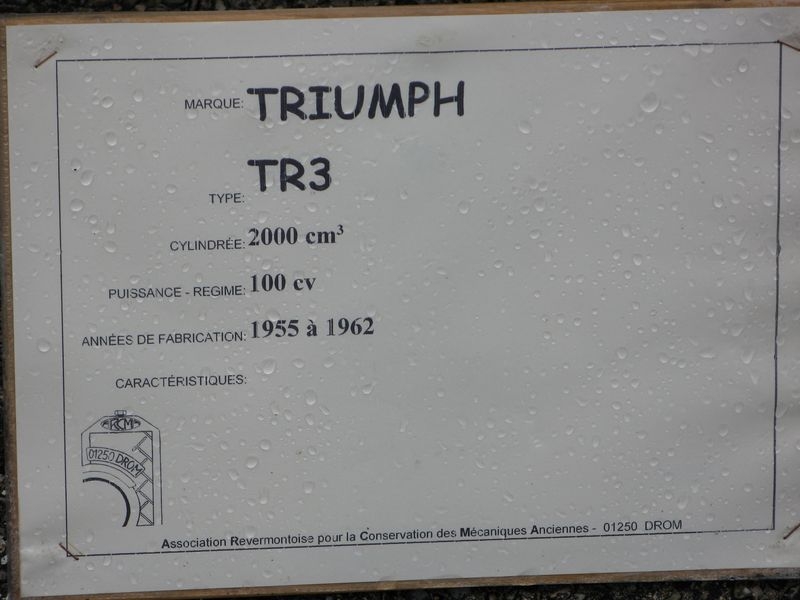 MARQUE: TRIUMPH
TYPE: TR3
CYLINDRÉE: 2000 cm³
PUISSANCE - REGIME: 100 cv
ANNÉES DE FABRICATION: 1955 à 1962
CARACTÉRISTIQUES:
RCM
01250 DROM
Association Revermontoise pour la Conservation des Mécaniques Anciennes - 01250 DROM